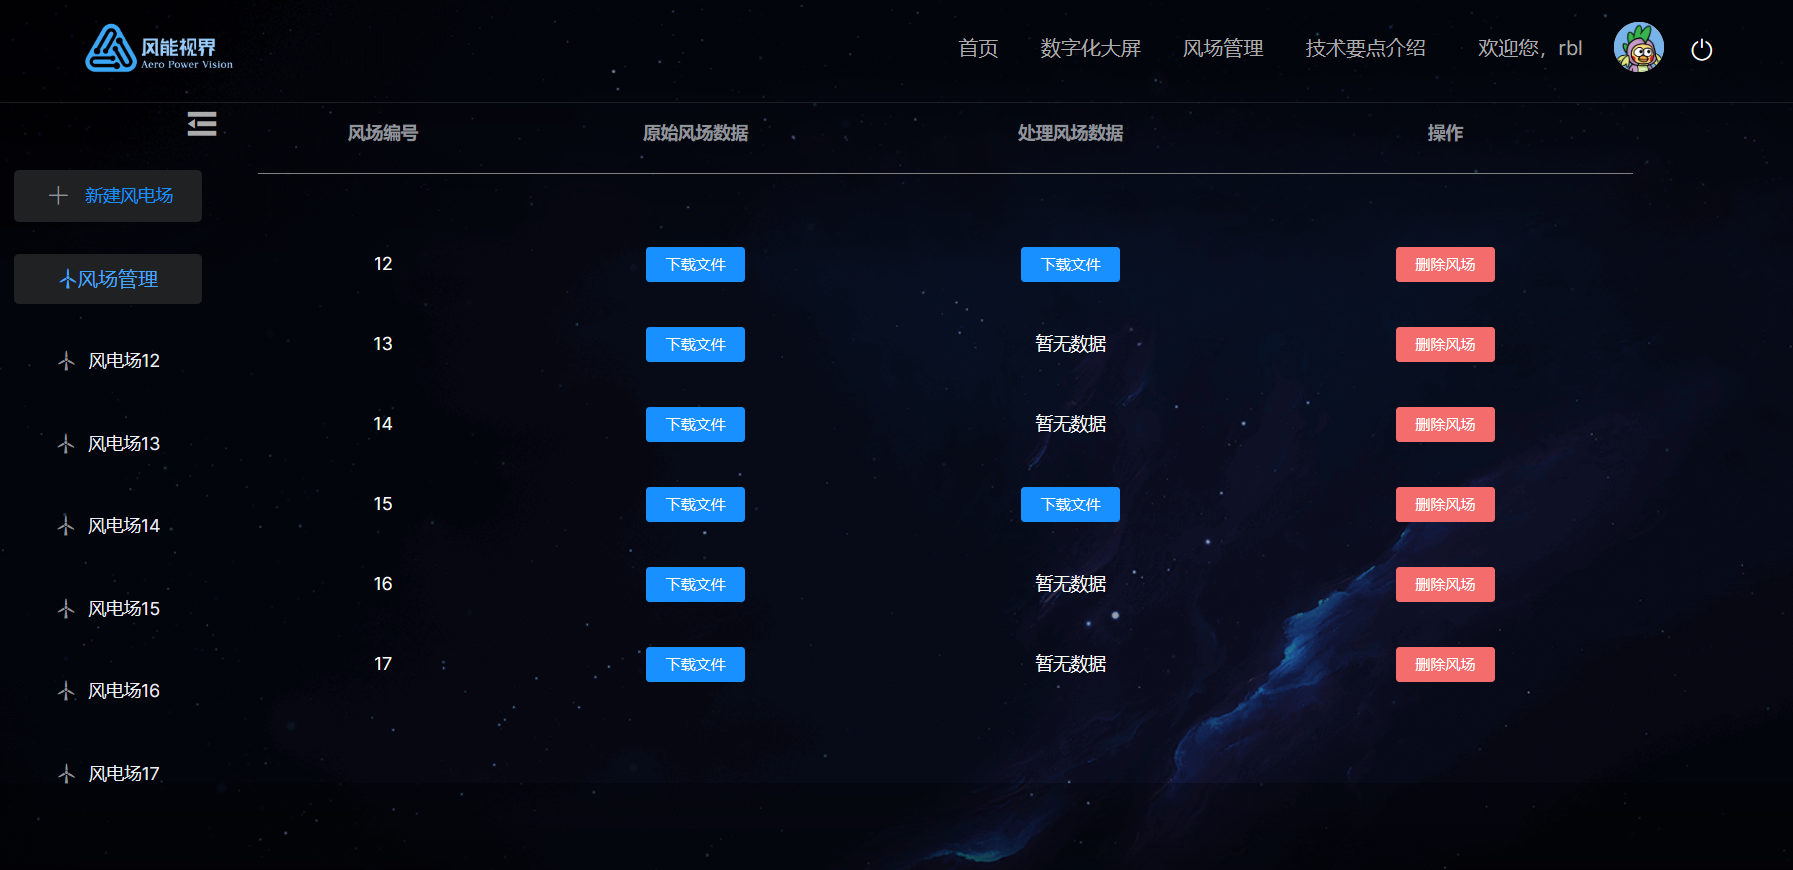 风能视界
Aero Power Vision
首页 数字化大屏 风场管理 技术要点介绍 欢迎您，rbl
新建风电场
风场管理
风电场12
风电场13
风电场14
风电场15
风电场16
风电场17
风场编号 原始风场数据 处理风场数据 操作
12 下载文件 下载文件 删除风场
13 下载文件 暂无数据 删除风场
14 下载文件 暂无数据 删除风场
15 下载文件 下载文件 删除风场
16 下载文件 暂无数据 删除风场
17 下载文件 暂无数据 删除风场